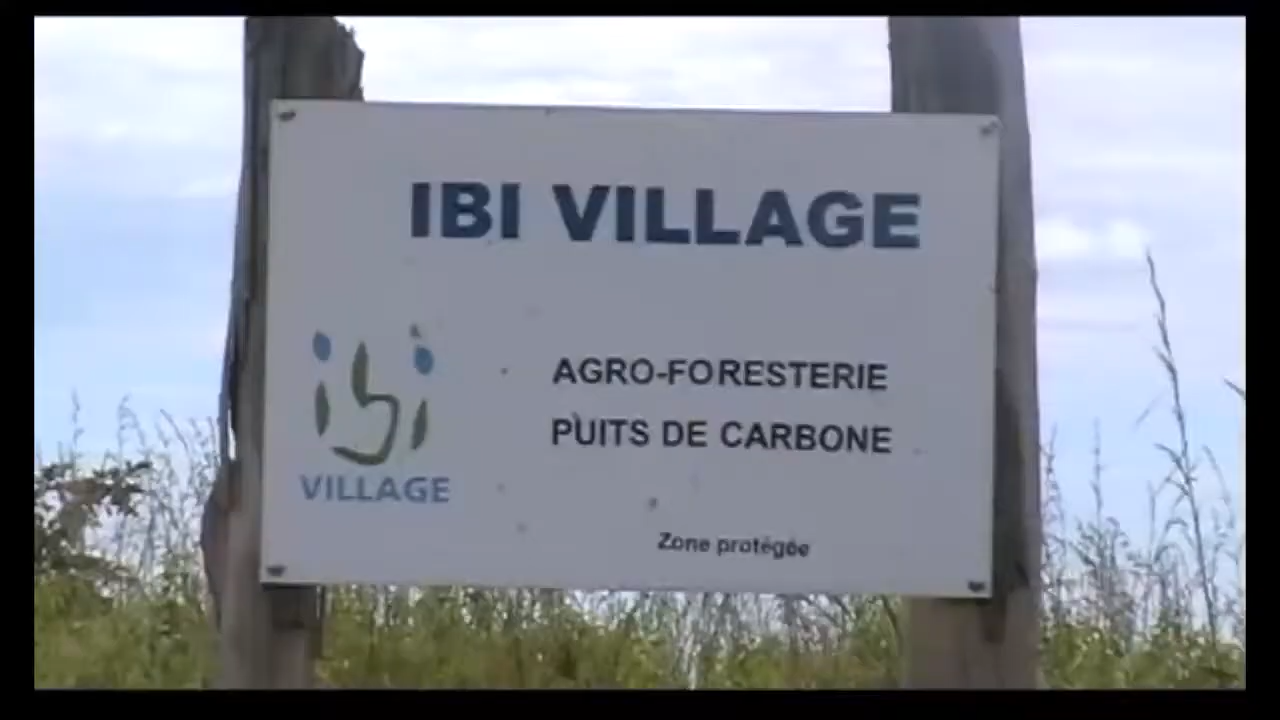 IBI VILLAGE
AGRO-FORESTERIE
PUITS DE CARBONE
ibi
VILLAGE
Zone protégée